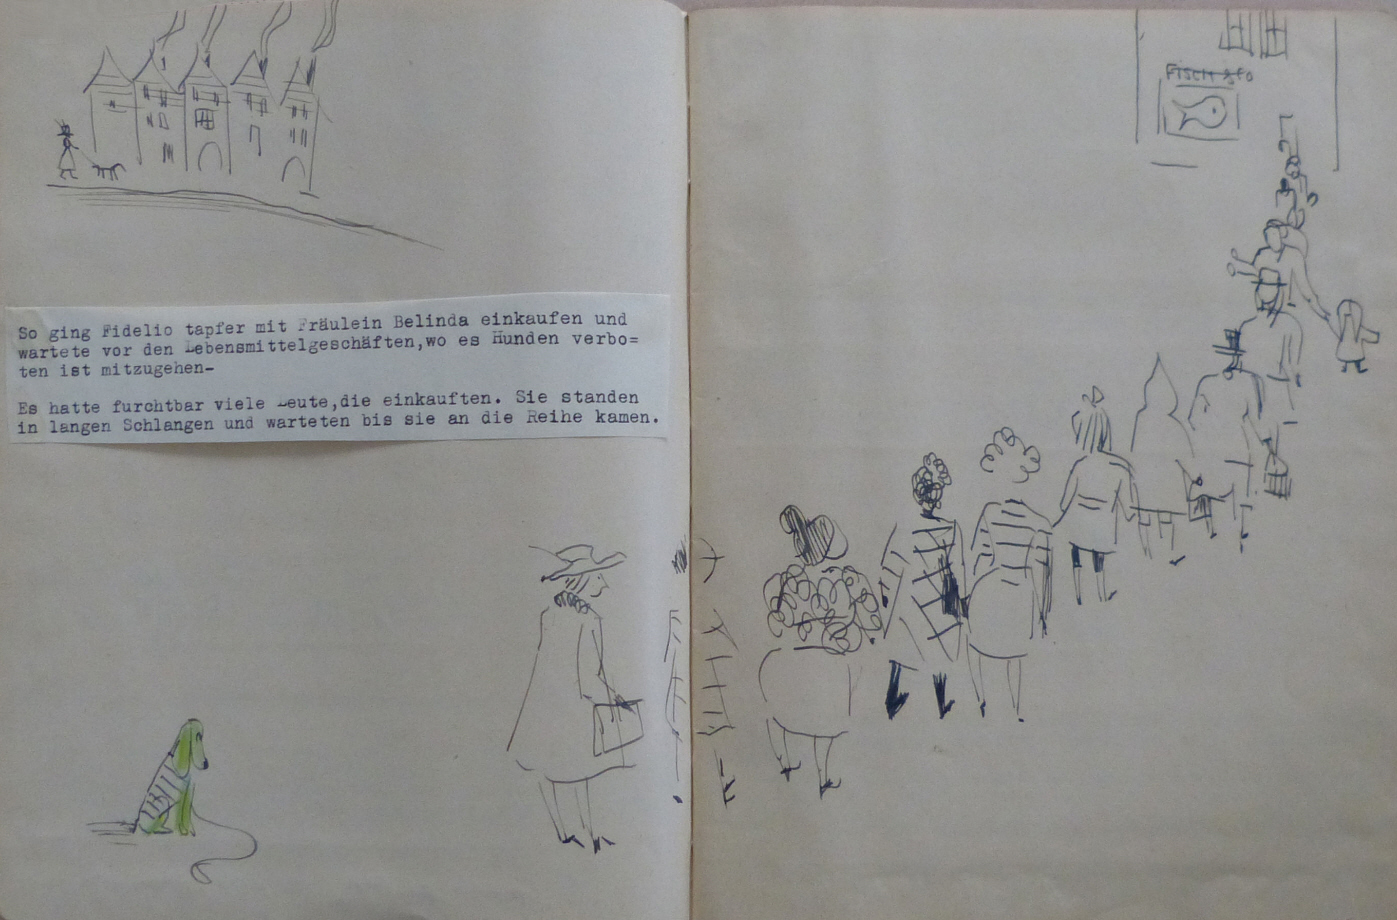 So ging Fidelio tapfer mit Fräulein Belinda einkaufen und
wartete vor den Lebensmittelgeschäften,wo es Hunden verbo=
ten ist mitzugehen-
Es hatte furchtbar viele Leute,die einkauften. Sie standen
in langen Schlangen und warteten bis sie an die Reihe kamen.
FISCH & Co